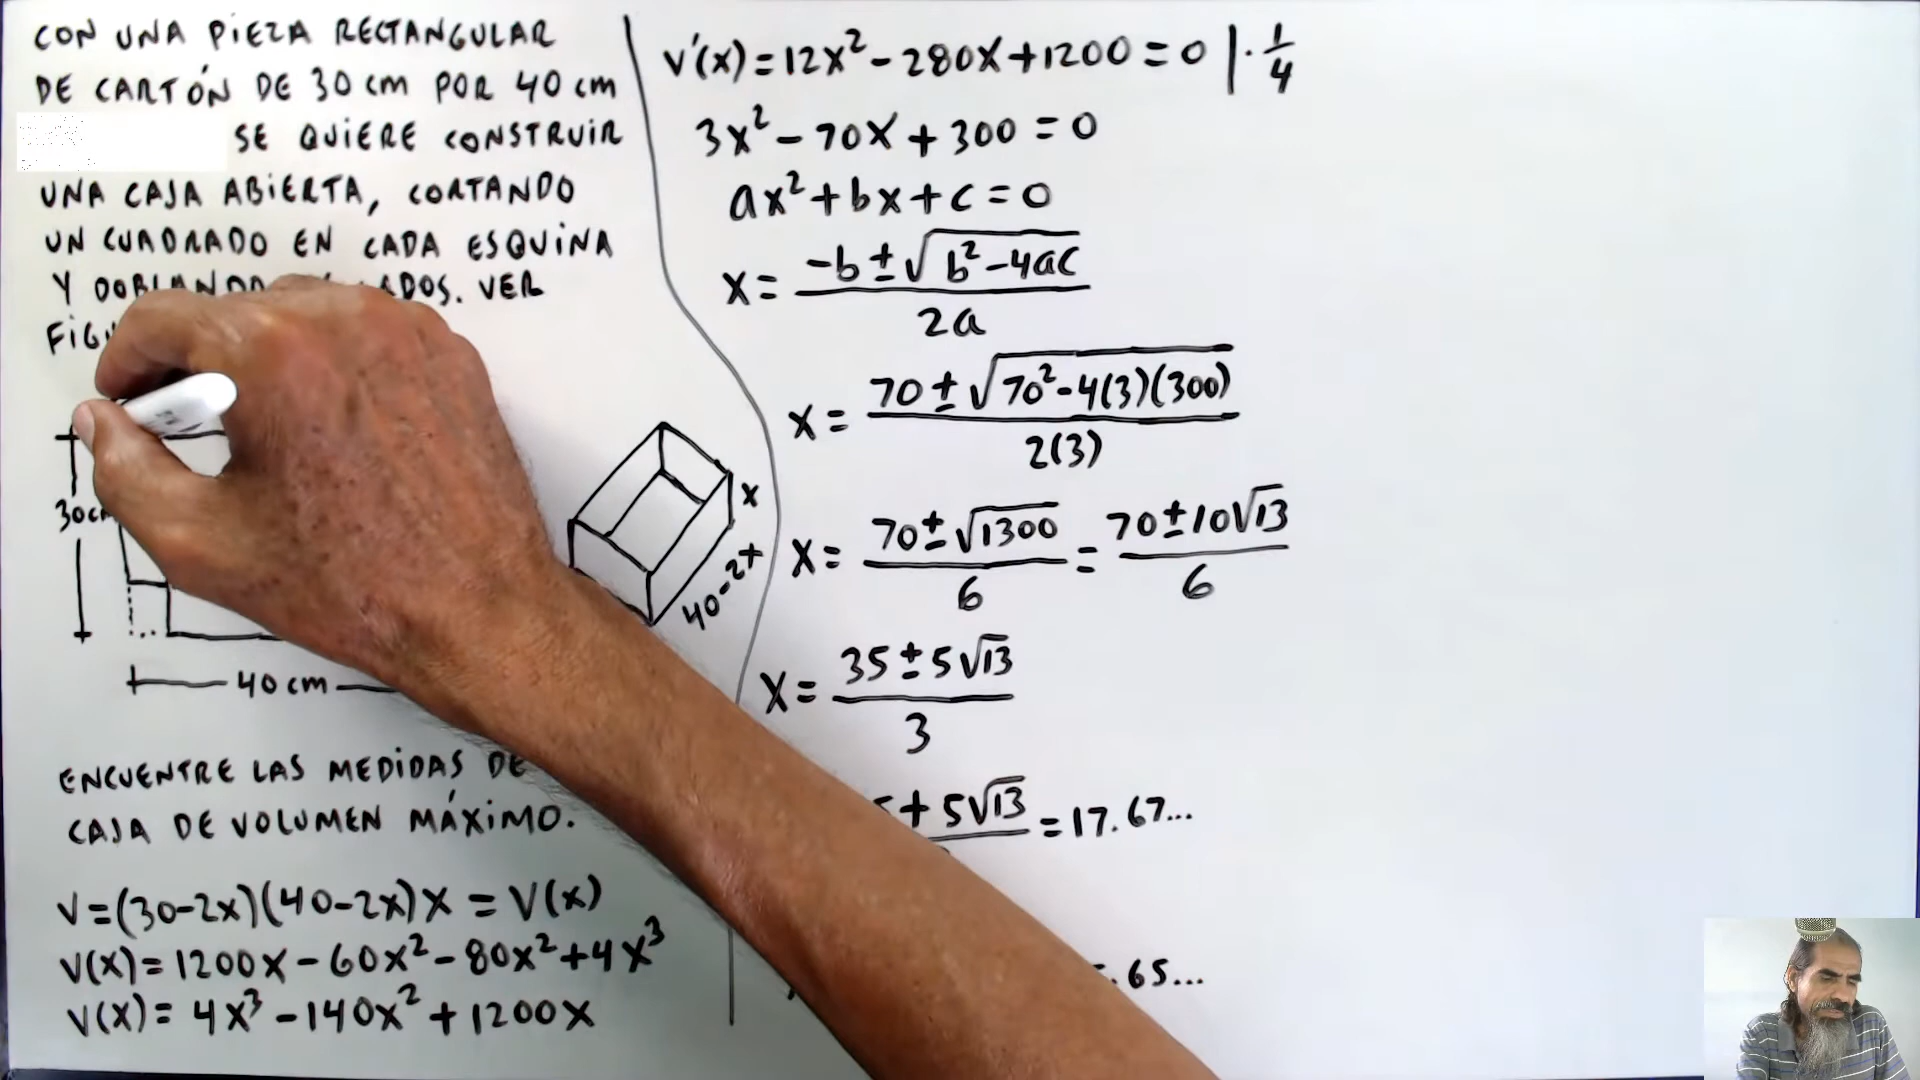 CON UNA PIEZA RECTANGULAR
DE CARTÓN DE 30 cm POR 40 cm
SE QUIERE CONSTRUIR
UNA CAJA ABIERTA, CORTANDO
UN CUADRADO EN CADA ESQUINA
Y VER
30cm
40 cm
x
40-2x
ENCUENTRE LAS MEDIDAS DE
CAJA DE VOLUMEN MÁXIMO.
V=(30-2x)(40-2x)x = V(x)
V(x)=1200x-60x²-80x²+4x³
V(x)= 4x³-140x²+1200x
V'(x)=12x²-280x+1200=0 |·1/4
3x²-70x+300=0
ax²+bx+c=0
x= (-b±√(b²-4ac))/2a
x= (70±√(70²-4(3)(300)))/2(3)
x= (70±√1300)/6 = (70±10√13)/6
x= (35±5√13)/3
+5√13 =17.67...
.65...